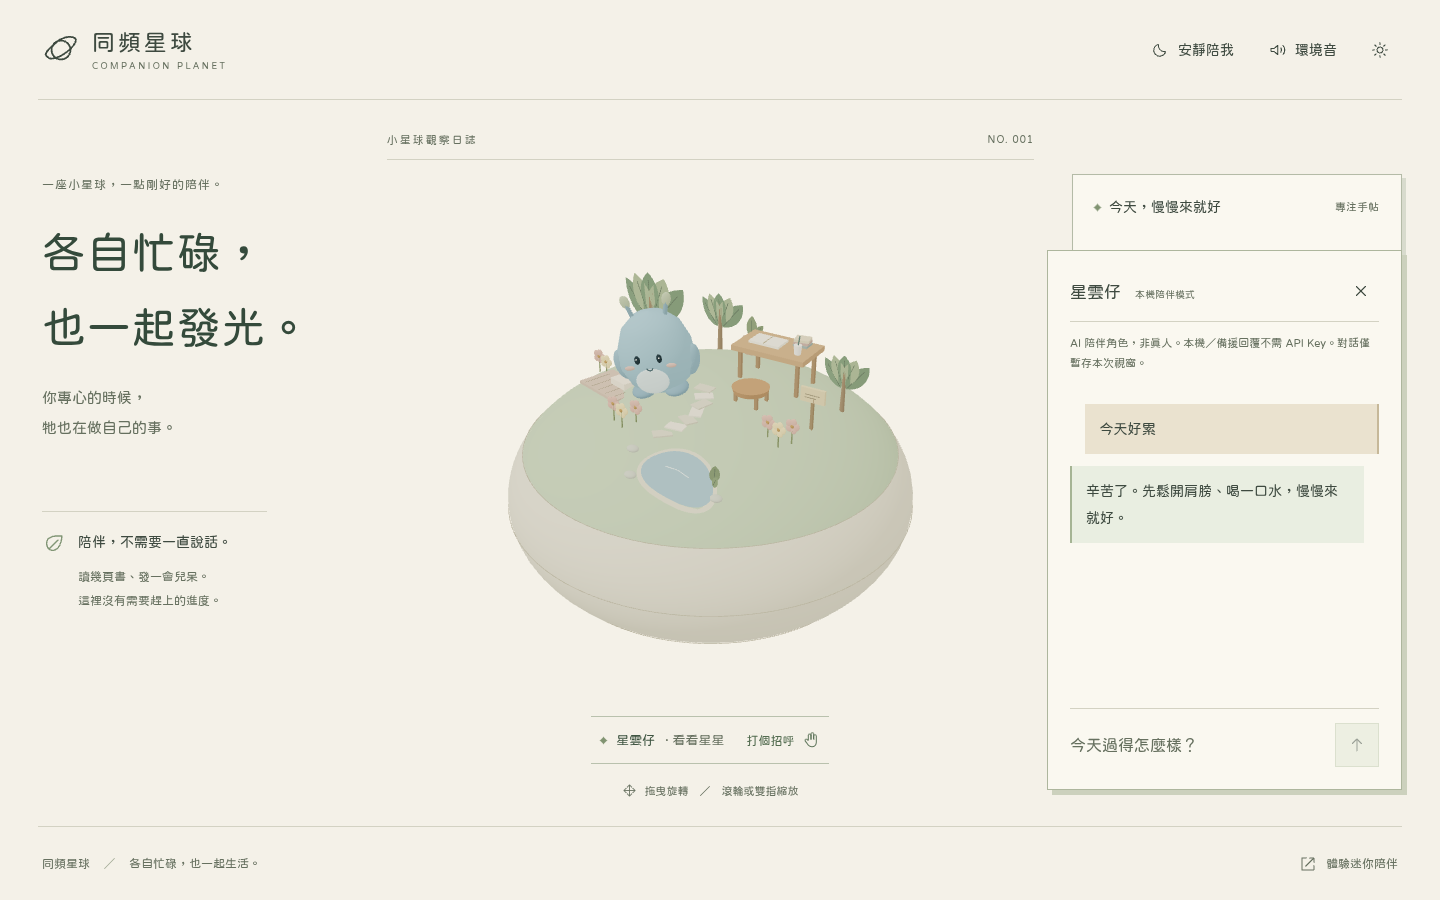 同頻星球
COMPANION PLANET
安靜陪我
環境音
小星球觀察日誌
NO. 001
一座小星球，一點剛好的陪伴。
各自忙碌，
也一起發光。
你專心的時候，
牠也在做自己的事。
陪伴，不需要一直說話。
讀幾頁書、發一會兒呆。
這裡沒有需要趕上的進度。
星雲仔 · 看看星星
打個招呼
拖曳旋轉 ／ 滾輪或雙指縮放
今天，慢慢來就好
專注手帖
星雲仔
本機陪伴模式
AI 陪伴角色，非真人。本機／備援回覆不需 API Key。對話僅
暫存本次視窗。
今天好累
辛苦了。先鬆開肩膀、喝一口水，慢慢來
就好。
今天過得怎麼樣？
同頻星球 ／ 各自忙碌，也一起生活。
體驗迷你陪伴